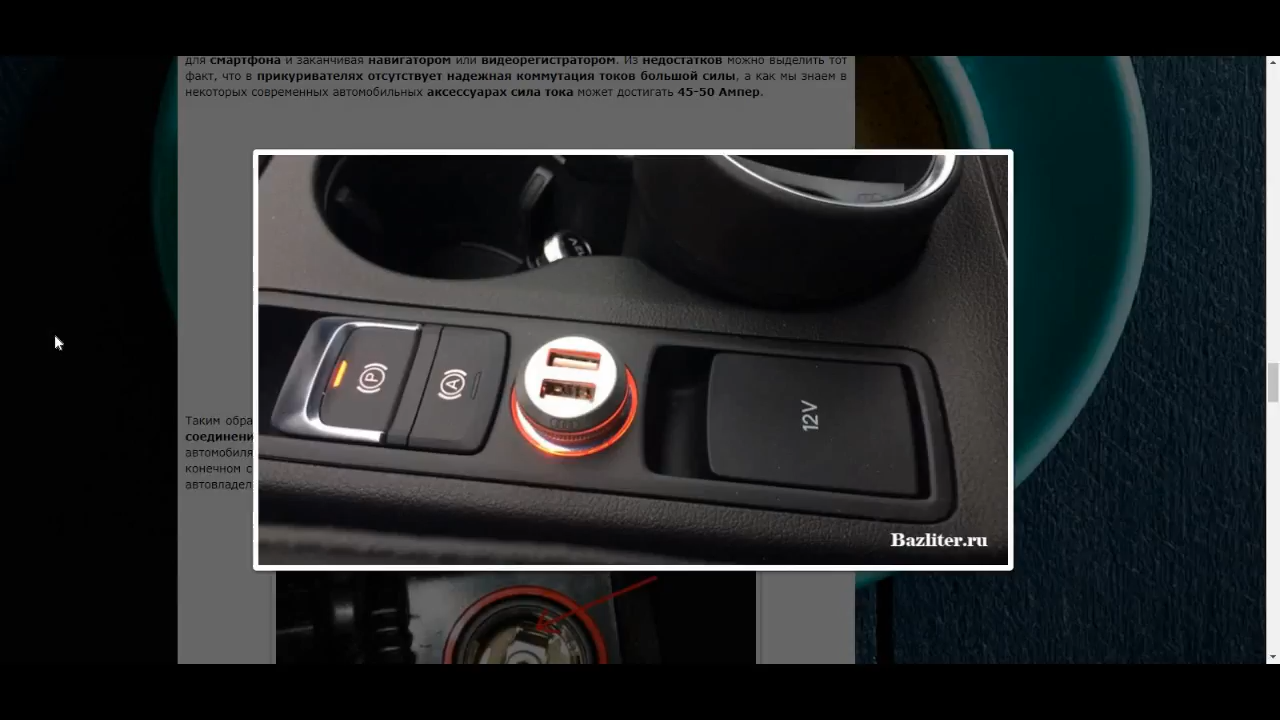 для смартфона и заканчивая навигатором или видеорегистратором. Из недостатков можно выделить тот
факт, что в прикуривателях отсутствует надежная коммутация токов большой силы, а как мы знаем в
некоторых современных автомобильных аксессуарах сила тока может достигать 45-50 Ампер.
(P)
(A)
12V
Таким обра
соединени
автомобиля
конечном с
автовладел
Bazliter.ru